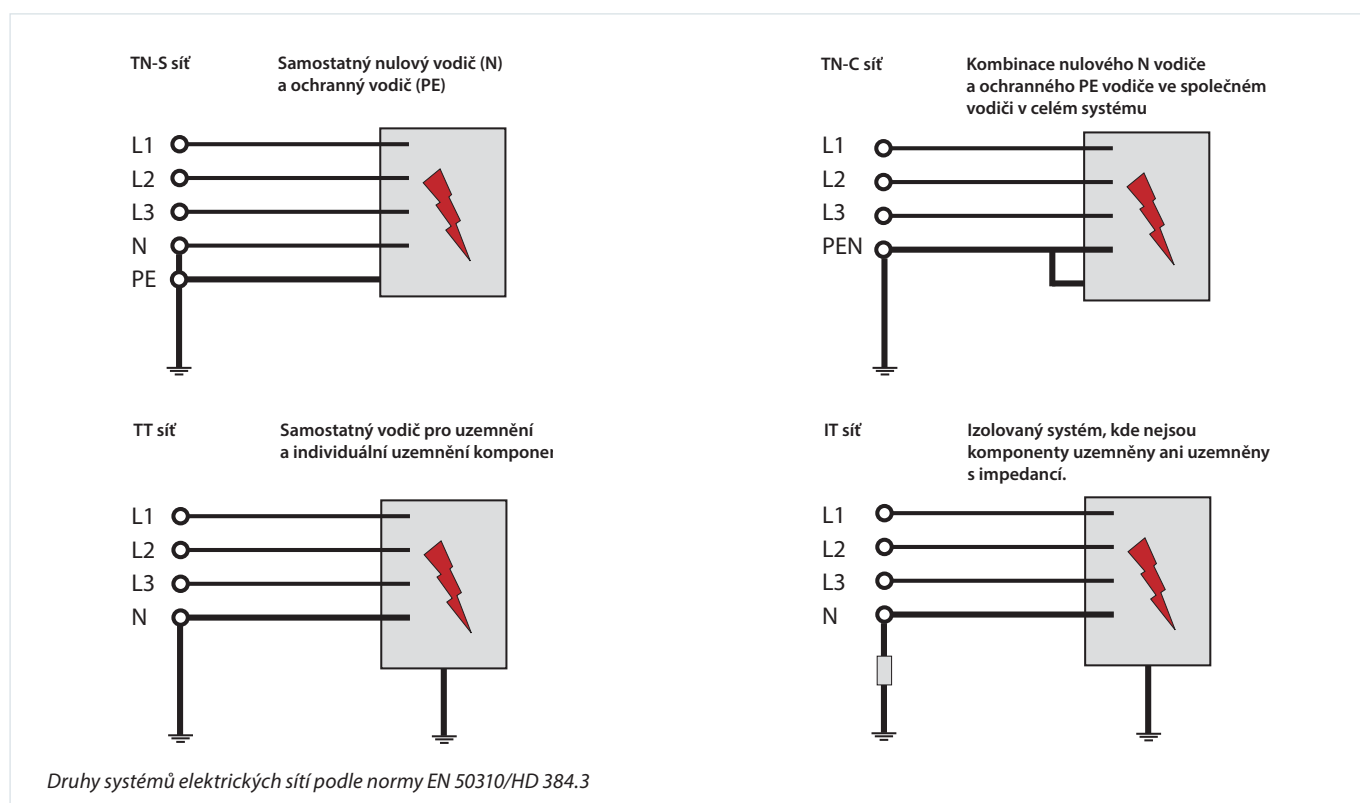 TN-S síť
Samostatný nulový vodič (N)
a ochranný vodič (PE)
L1
L2
L3
N
PE
TN-C síť
Kombinace nulového N vodiče
a ochranného PE vodiče ve společném
vodiči v celém systému
L1
L2
L3
PEN
TT síť
Samostatný vodič pro uzemnění
a individuální uzemnění
L1
L2
L3
N
IT síť
Izolovaný systém, kde nejsou
komponenty uzemněny ani uzemněny
s impedancí.
L1
L2
L3
N
Druhy systémů elektrických sítí podle normy EN 50310/HD 384.3